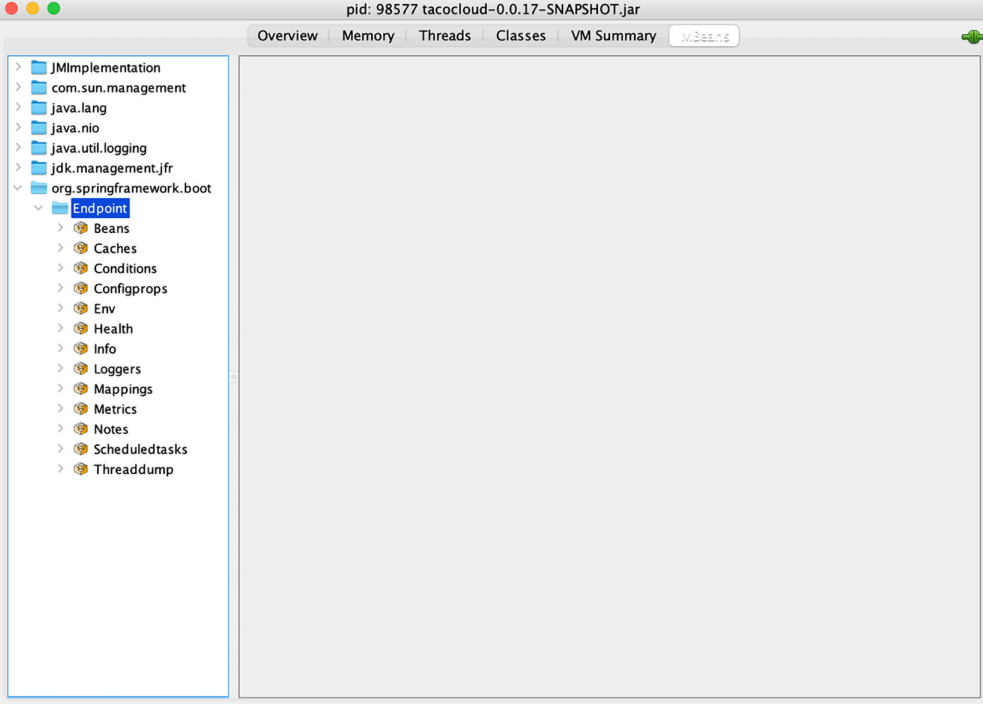 pid: 98577 tacocloud-0.0.17-SNAPSHOT.jar
Overview Memory Threads Classes VM Summary MBeans
JMImplementation
com.sun.management
java.lang
java.nio
java.util.logging
jdk.management.jfr
org.springframework.boot
Endpoint
Beans
Caches
Conditions
Configprops
Env
Health
Info
Loggers
Mappings
Metrics
Notes
Scheduledtasks
Threaddump